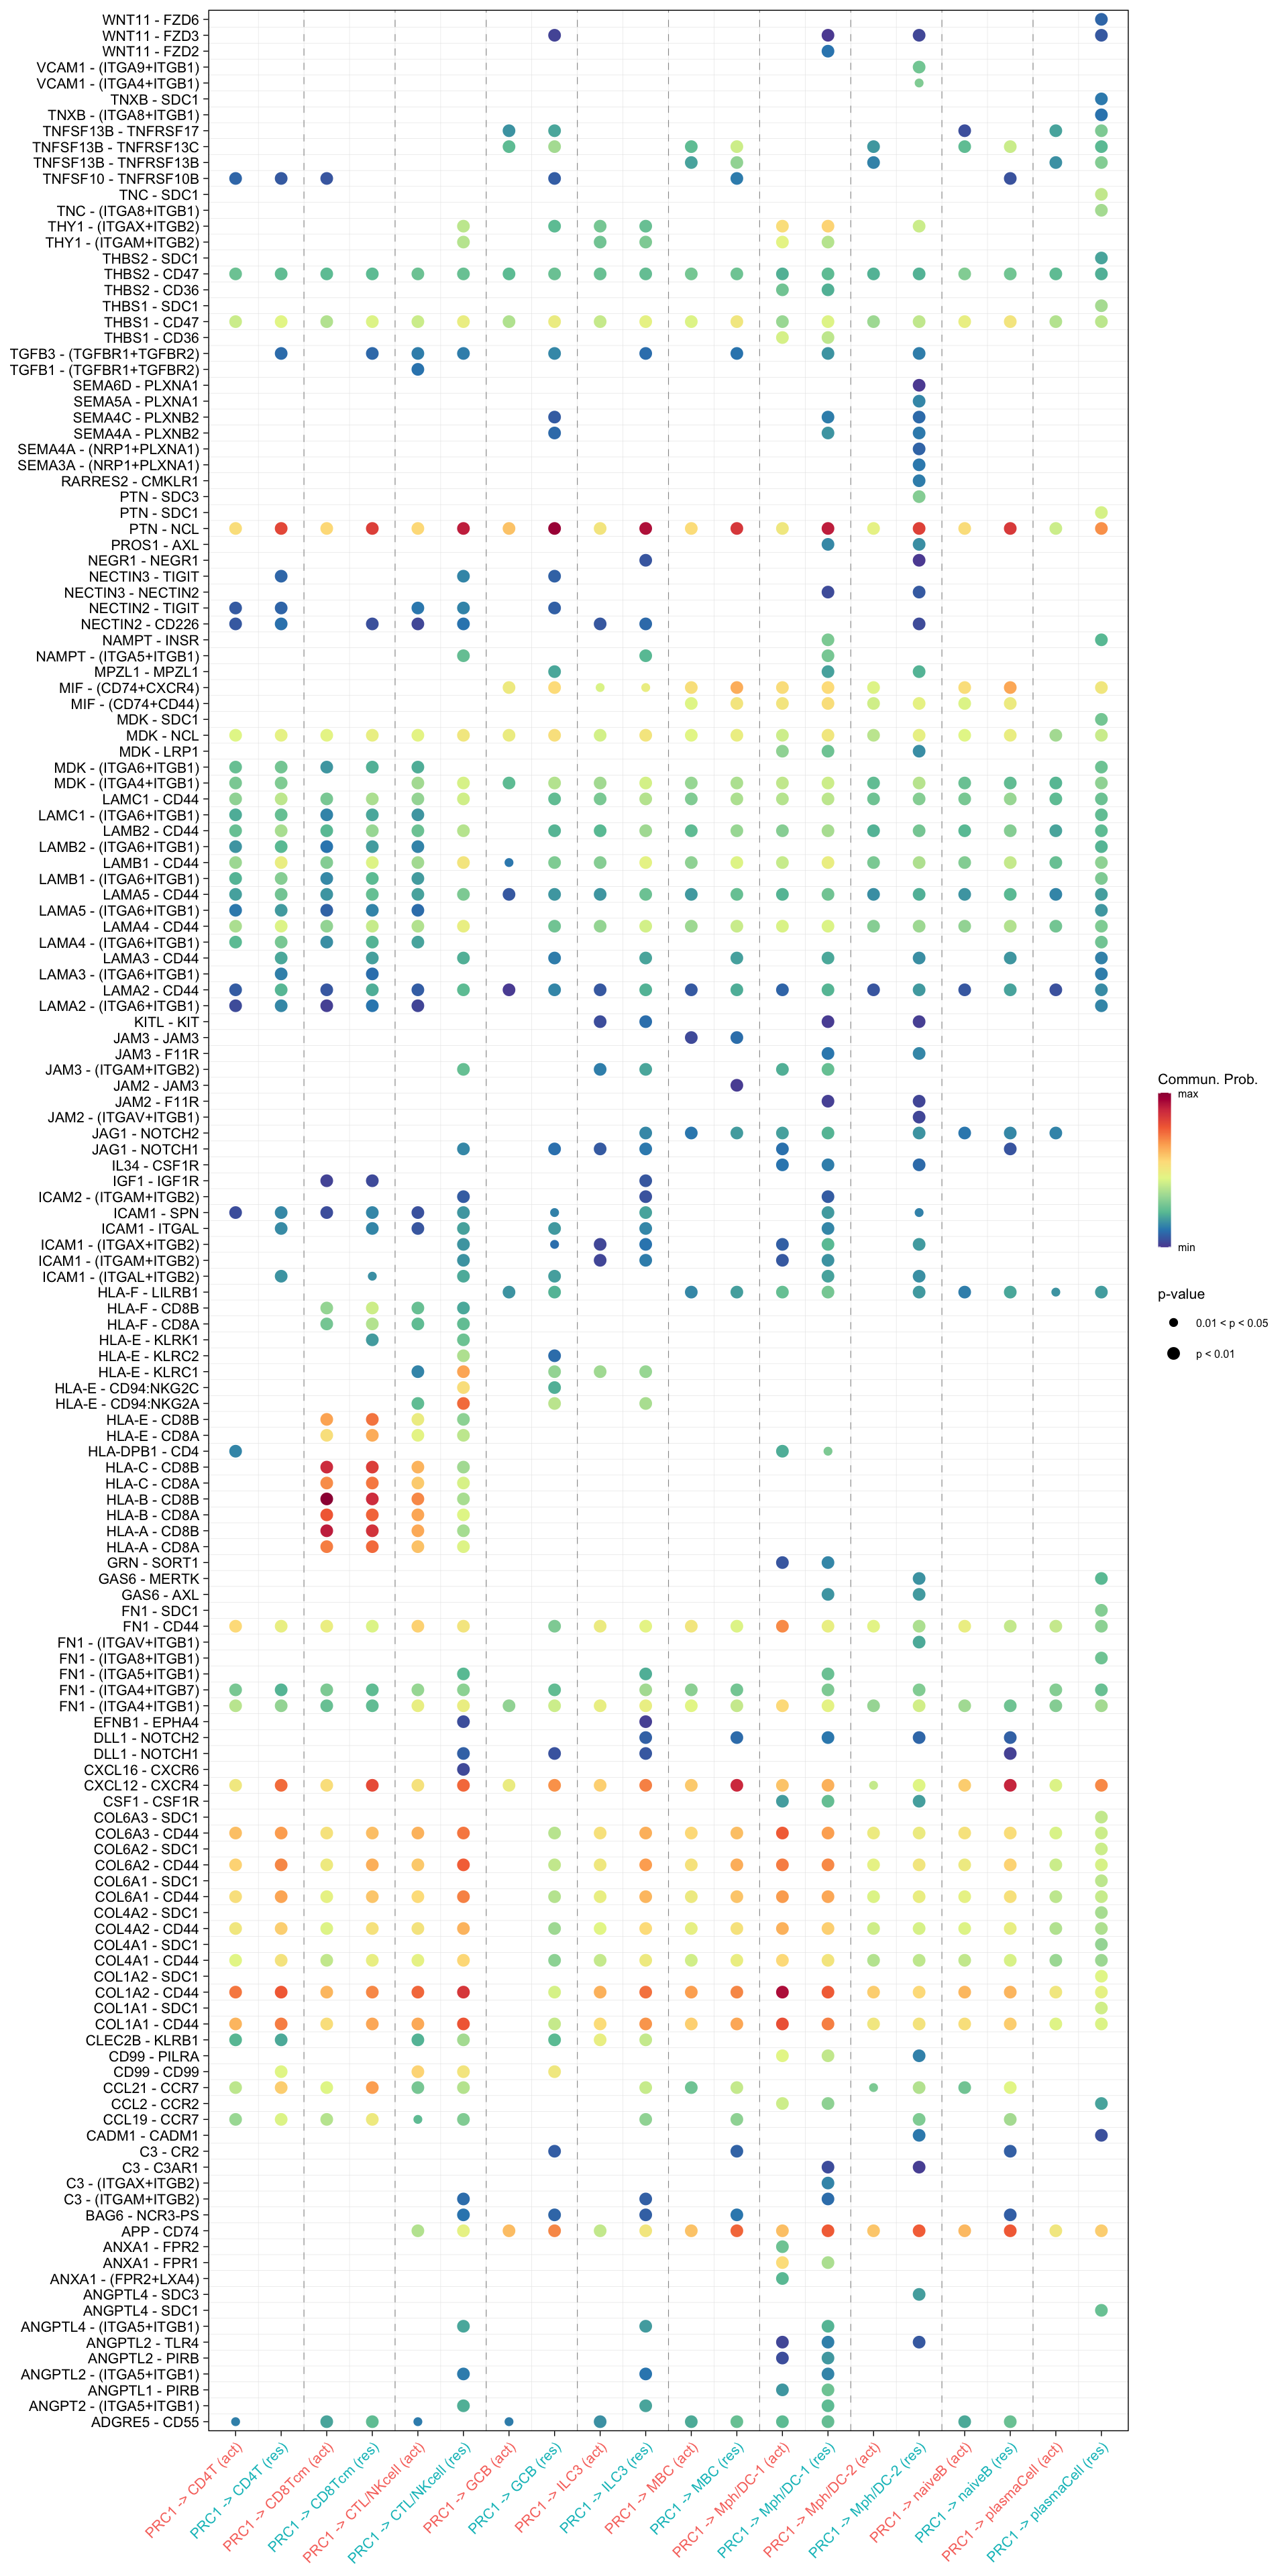 WNT11 - FZD6
WNT11 - FZD3
WNT11 - FZD2
VCAM1 - (ITGA9+ITGB1)
VCAM1 - (ITGA4+ITGB1)
TNXB - SDC1
TNXB - (ITGA8+ITGB1)
TNFSF13B - TNFRSF17
TNFSF13B - TNFRSF13C
TNFSF13B - TNFRSF13B
TNFSF10 - TNFRSF10B
TNC - SDC1
TNC - (ITGA8+ITGB1)
THY1 - (ITGAX+ITGB2)
THY1 - (ITGAM+ITGB2)
THBS2 - SDC1
THBS2 - CD47
THBS2 - CD36
THBS1 - SDC1
THBS1 - CD47
THBS1 - CD36
TGFB3 - (TGFBR1+TGFBR2)
TGFB1 - (TGFBR1+TGFBR2)
SEMA6D - PLXNA1
SEMA5A - PLXNA1
SEMA4C - PLXNB2
SEMA4A - PLXNB2
SEMA4A - (NRP1+PLXNA1)
SEMA3A - (NRP1+PLXNA1)
RARRES2 - CMKLR1
PTN - SDC3
PTN - SDC1
PTN - NCL
PROS1 - AXL
NEGR1 - NEGR1
NECTIN3 - TIGIT
NECTIN3 - NECTIN2
NECTIN2 - TIGIT
NECTIN2 - CD226
NAMPT - INSR
NAMPT - (ITGA5+ITGB1)
MPZL1 - MPZL1
MIF - (CD74+CXCR4)
MIF - (CD74+CD44)
MDK - SDC1
MDK - NCL
MDK - LRP1
MDK - (ITGA6+ITGB1)
MDK - (ITGA4+ITGB1)
LAMC1 - CD44
LAMC1 - (ITGA6+ITGB1)
LAMB2 - CD44
LAMB2 - (ITGA6+ITGB1)
LAMB1 - CD44
LAMB1 - (ITGA6+ITGB1)
LAMA5 - CD44
LAMA5 - (ITGA6+ITGB1)
LAMA4 - CD44
LAMA4 - (ITGA6+ITGB1)
LAMA3 - CD44
LAMA3 - (ITGA6+ITGB1)
LAMA2 - CD44
LAMA2 - (ITGA6+ITGB1)
KITL - KIT
JAM3 - JAM3
JAM3 - F11R
JAM3 - (ITGAM+ITGB2)
JAM2 - JAM3
JAM2 - F11R
JAM2 - (ITGAV+ITGB1)
JAG1 - NOTCH2
JAG1 - NOTCH1
IL34 - CSF1R
IGF1 - IGF1R
ICAM2 - (ITGAM+ITGB2)
ICAM1 - SPN
ICAM1 - ITGAL
ICAM1 - (ITGAX+ITGB2)
ICAM1 - (ITGAM+ITGB2)
ICAM1 - (ITGAL+ITGB2)
HLA-F - LILRB1
HLA-F - CD8B
HLA-F - CD8A
HLA-E - KLRK1
HLA-E - KLRC2
HLA-E - KLRC1
HLA-E - CD94:NKG2C
HLA-E - CD94:NKG2A
HLA-E - CD8B
HLA-E - CD8A
HLA-DPB1 - CD4
HLA-C - CD8B
HLA-C - CD8A
HLA-B - CD8B
HLA-B - CD8A
HLA-A - CD8B
HLA-A - CD8A
GRN - SORT1
GAS6 - MERTK
GAS6 - AXL
FN1 - SDC1
FN1 - CD44
FN1 - (ITGAV+ITGB1)
FN1 - (ITGA8+ITGB1)
FN1 - (ITGA5+ITGB1)
FN1 - (ITGA4+ITGB7)
FN1 - (ITGA4+ITGB1)
EFNB1 - EPHA4
DLL1 - NOTCH2
DLL1 - NOTCH1
CXCL16 - CXCR6
CXCL12 - CXCR4
CSF1 - CSF1R
COL6A3 - SDC1
COL6A3 - CD44
COL6A2 - SDC1
COL6A2 - CD44
COL6A1 - SDC1
COL6A1 - CD44
COL4A2 - SDC1
COL4A2 - CD44
COL4A1 - SDC1
COL4A1 - CD44
COL1A2 - SDC1
COL1A2 - CD44
COL1A1 - SDC1
COL1A1 - CD44
CLEC2B - KLRB1
CD99 - PILRA
CD99 - CD99
CCL21 - CCR7
CCL2 - CCR2
CCL19 - CCR7
CADM1 - CADM1
C3 - CR2
C3 - C3AR1
C3 - (ITGAX+ITGB2)
C3 - (ITGAM+ITGB2)
BAG6 - NCR3-PS
APP - CD74
ANXA1 - FPR2
ANXA1 - FPR1
ANXA1 - (FPR2+LXA4)
ANGPTL4 - SDC3
ANGPTL4 - SDC1
ANGPTL4 - (ITGA5+ITGB1)
ANGPTL2 - TLR4
ANGPTL2 - PIRB
ANGPTL2 - (ITGA5+ITGB1)
ANGPTL1 - PIRB
ANGPT2 - (ITGA5+ITGB1)
ADGRE5 - CD55
PRC1 -> CD4T (act)
PRC1 -> CD4T (res)
PRC1 -> CD8Tcm (act)
PRC1 -> CD8Tcm (res)
PRC1 -> CTL/NKcell (act)
PRC1 -> CTL/NKcell (res)
PRC1 -> GCB (act)
PRC1 -> GCB (res)
PRC1 -> ILC3 (act)
PRC1 -> ILC3 (res)
PRC1 -> MBC (act)
PRC1 -> MBC (res)
PRC1 -> Mph/DC-1 (act)
PRC1 -> Mph/DC-1 (res)
PRC1 -> Mph/DC-2 (act)
PRC1 -> Mph/DC-2 (res)
PRC1 -> naiveB (act)
PRC1 -> naiveB (res)
PRC1 -> plasmaCell (act)
PRC1 -> plasmaCell (res)
Commun. Prob.
max
min
p-value
0.01 < p < 0.05
p < 0.01